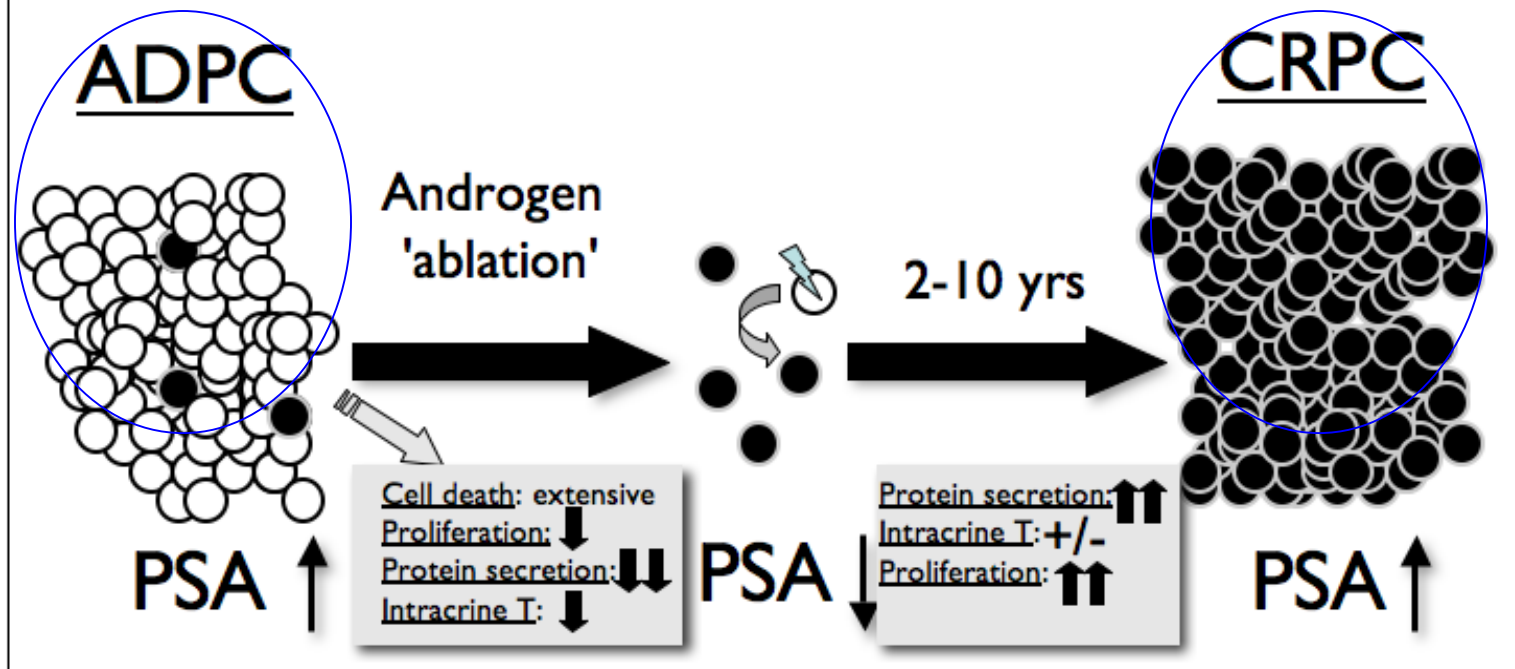 ADPC
CRPC
Androgen
'ablation'
2-10 yrs
Cell death: extensive
Proliferation:
Protein secretion:
Intracrine T:
Protein secretion:
Intracrine T:+/-
Proliferation:
PSA
PSA
PSA